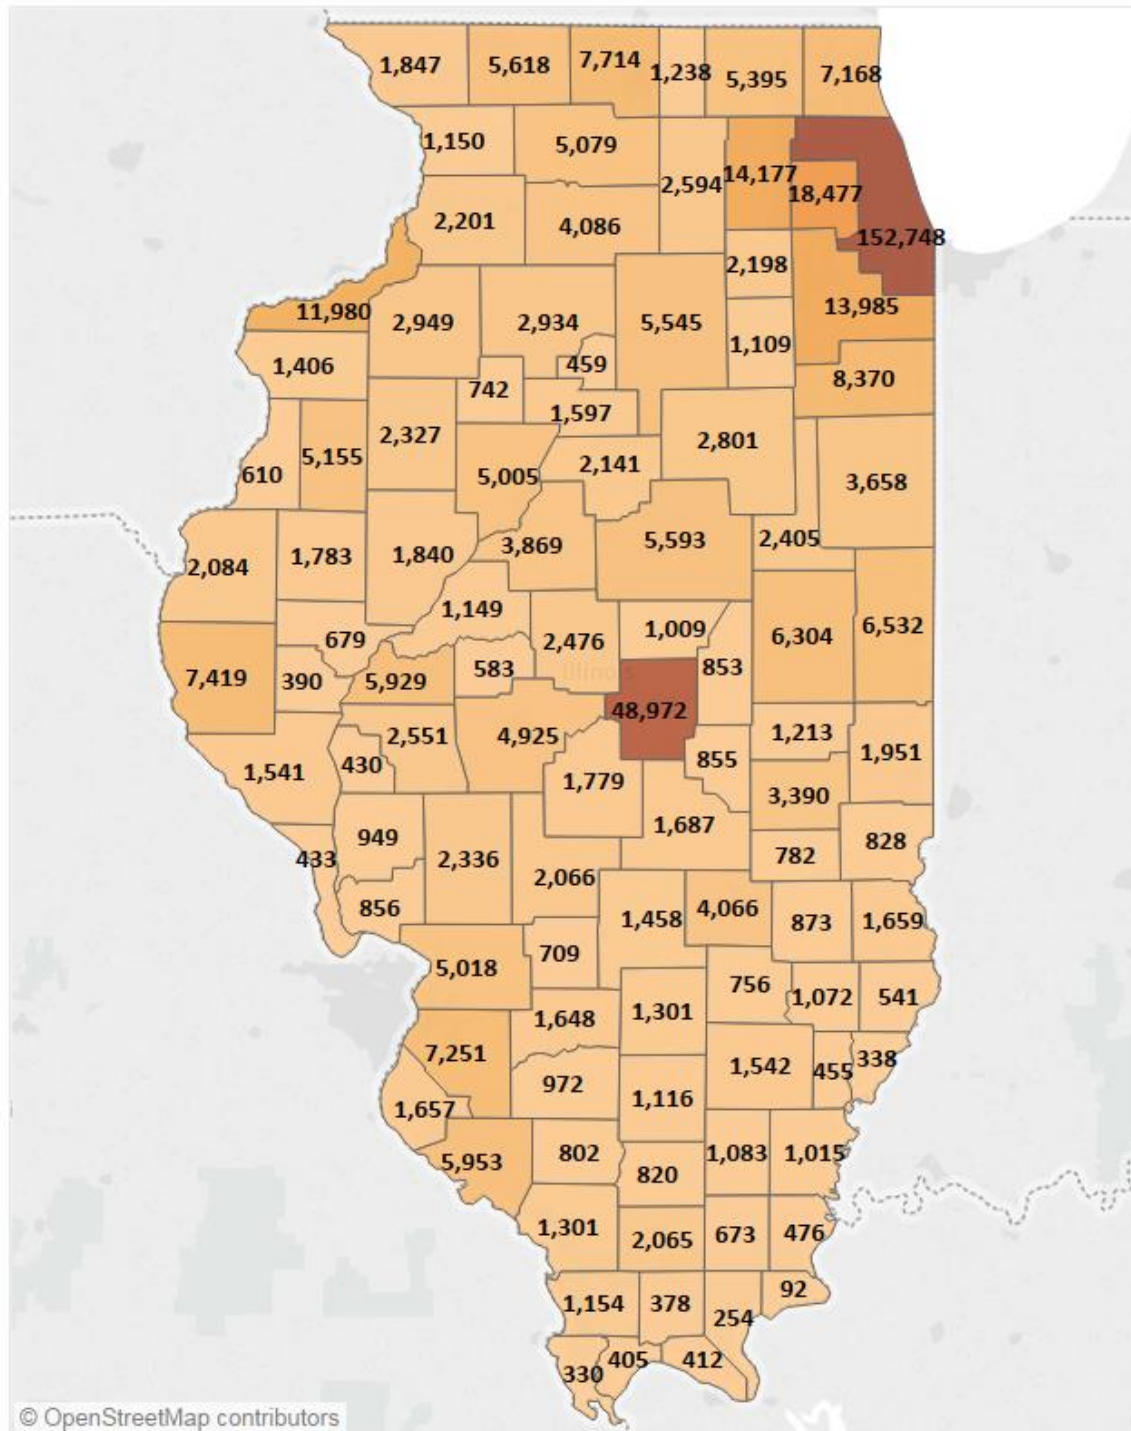 1,847 5,618 7,714 1,238 5,395 7,168
1,150 5,079 2,594 14,177 18,477
2,201 4,086 152,748
2,198
11,980 2,949 2,934 5,545 13,985
1,109
1,406 459
742 8,370
1,597
2,327 2,801
610 5,155 5,005 2,141 3,658
2,084 1,783 1,840 3,869 5,593 2,405
1,149
679 2,476 1,009 6,304 6,532
7,419 390 5,929 583 Illinois 853
48,972
2,551 4,925 1,213
1,541 430 855 1,951
1,779 3,390
1,687
949 2,336 782 828
433 2,066
856 1,458 4,066 873 1,659
5,018 709
756 1,072 541
1,648 1,301
7,251 1,542 455 338
972
1,657 1,116
5,953 802 820 1,083 1,015
1,301 2,065 673 476
1,154 378 254 92
330 405 412
© OpenStreetMap contributors